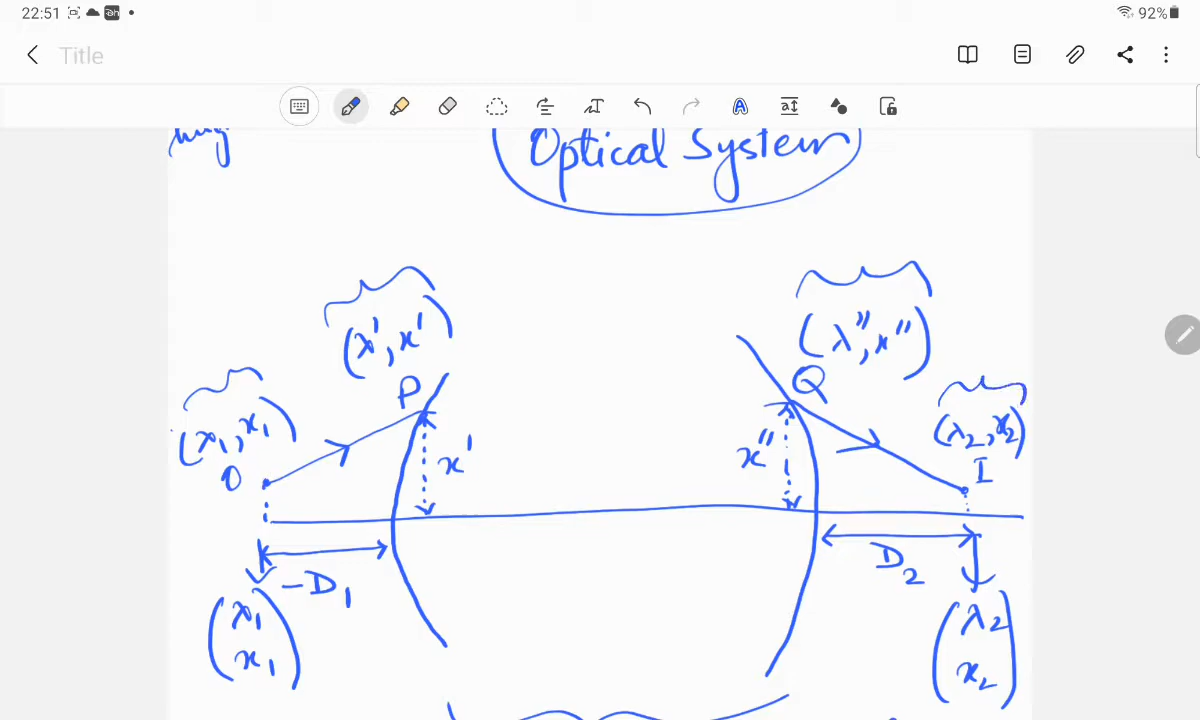 22:51
92%
Title
Optical System
(λ', x')
(λ'', x'')
P
Q
(λ₁, x₁)
(λ₂, x₂)
x'
x''
O
I
-D₁
D₂
(λ₁
x₁)
(λ₂
x₂)